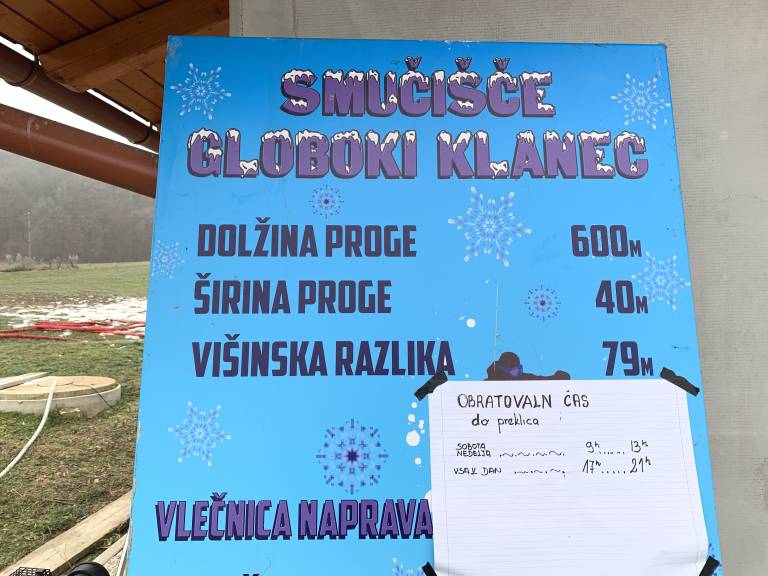 SMUČIŠČE
GLOBOKI KLANEC
DOLŽINA PROGE 600M
ŠIRINA PROGE 40M
VIŠINSKA RAZLIKA 79M
OBRATOVALN ČAS
do preklica
SOBOTA
NEDELJA 9h...... 13h
VSAK DAN 17h..... 21h
VLEČNICA NAPRAVA